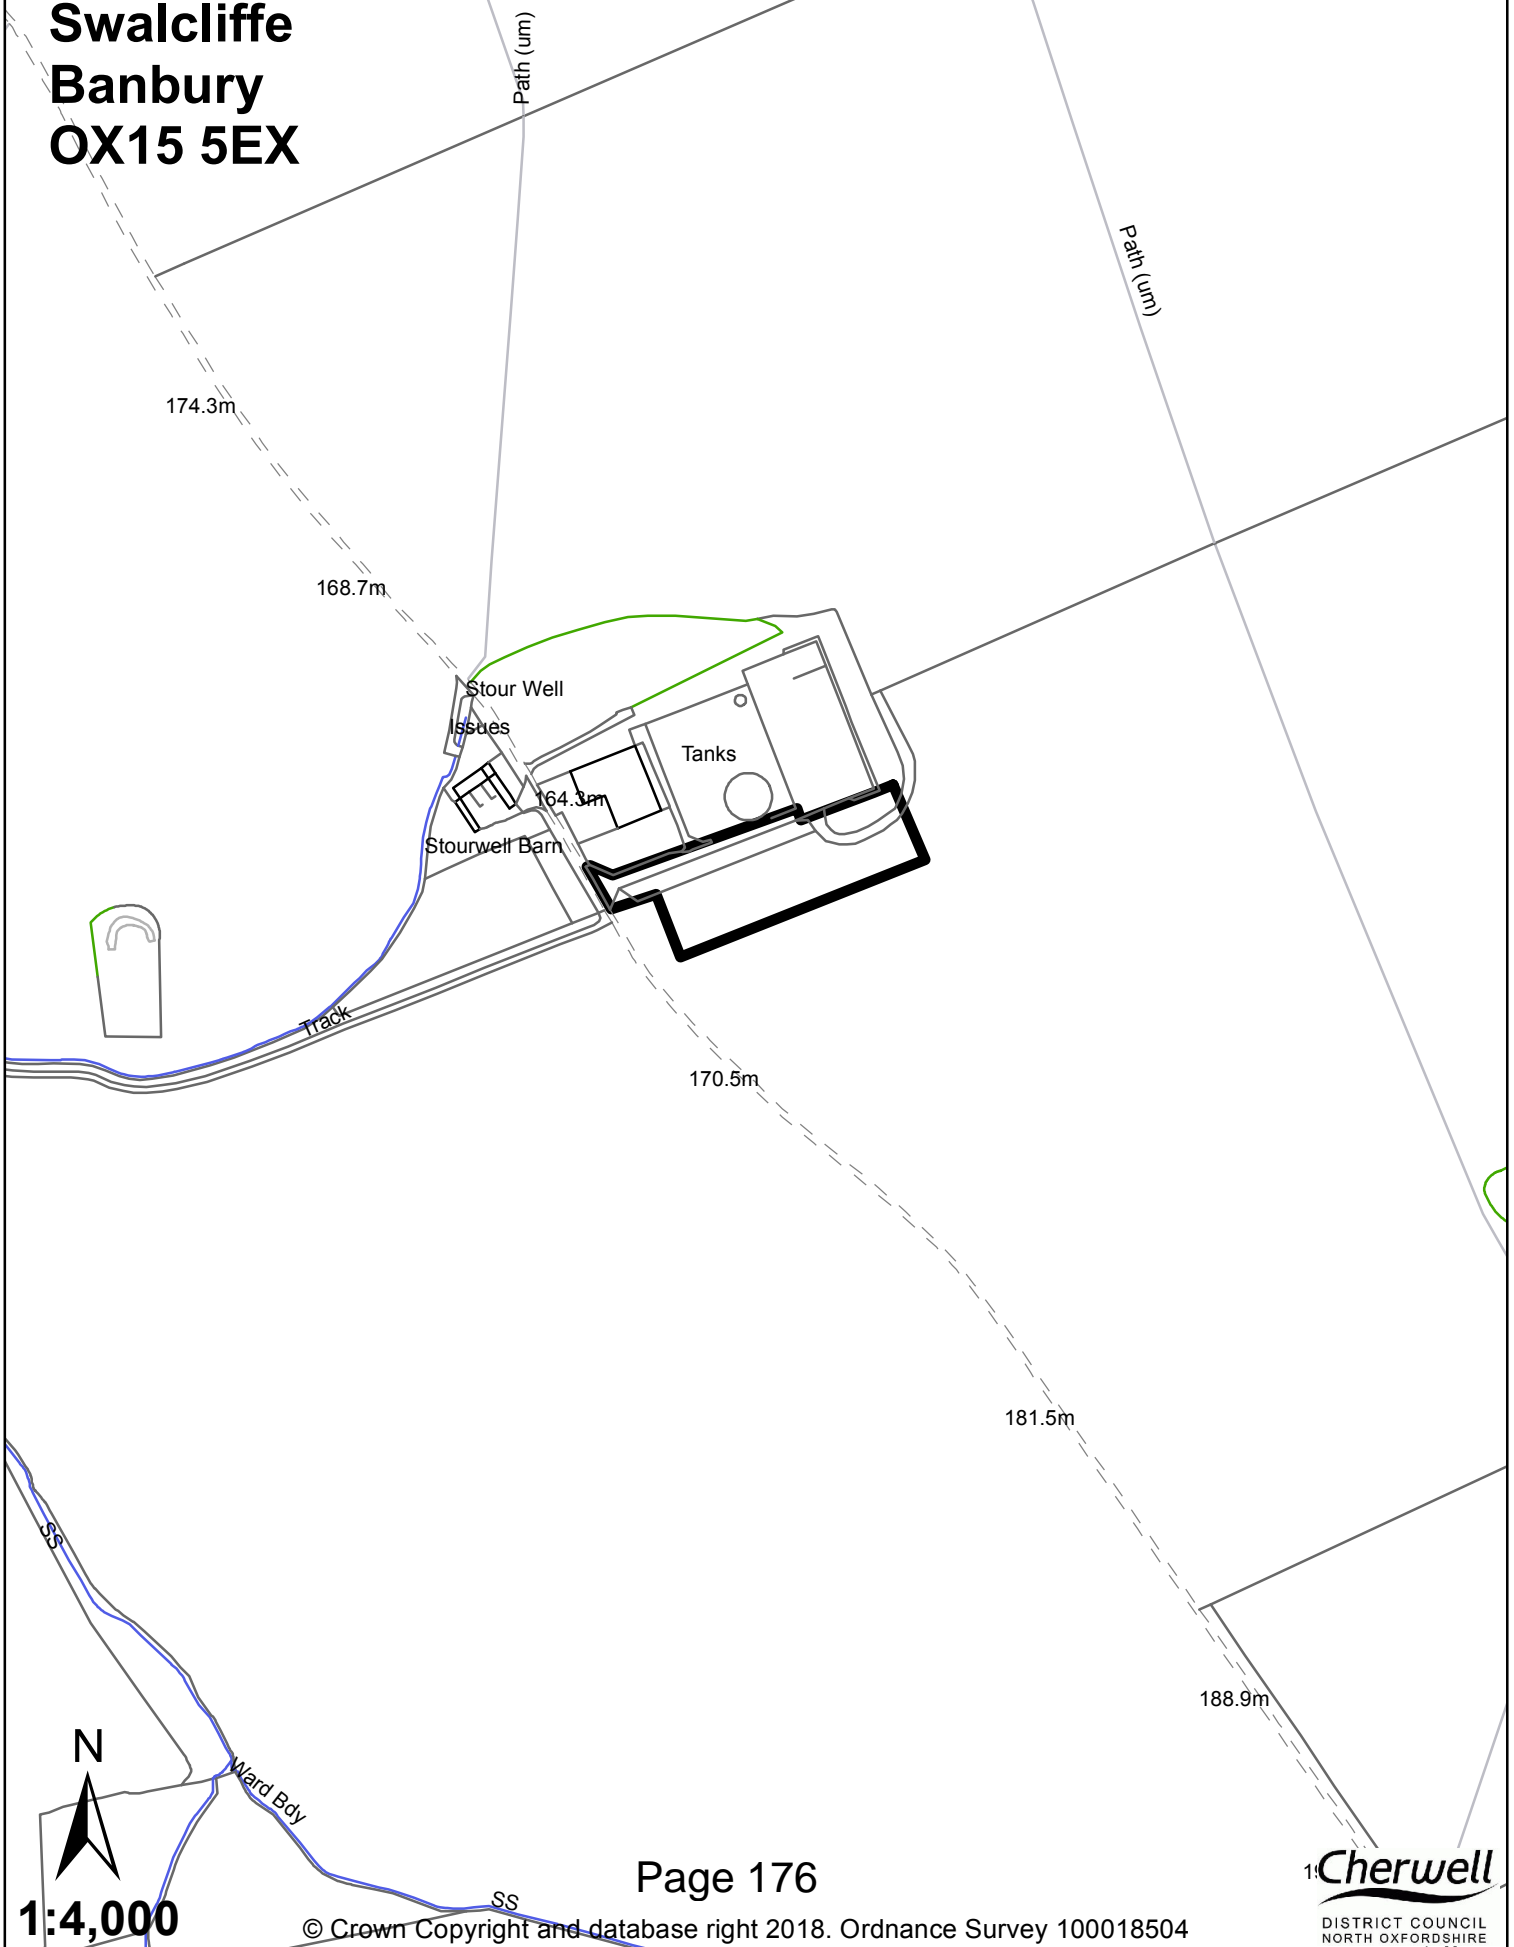 Swalcliffe
Banbury
OX15 5EX
Path (um)
Path (um)
174.3m
168.7m
Stour Well
Issues
Tanks
164.3m
Stourwell Barn
Track
170.5m
181.5m
SS
188.9m
N
Ward Bdy
Page 176
Cherwell
SS
1:4,000
© Crown Copyright and database right 2018. Ordnance Survey 100018504
DISTRICT COUNCIL
NORTH OXFORDSHIRE